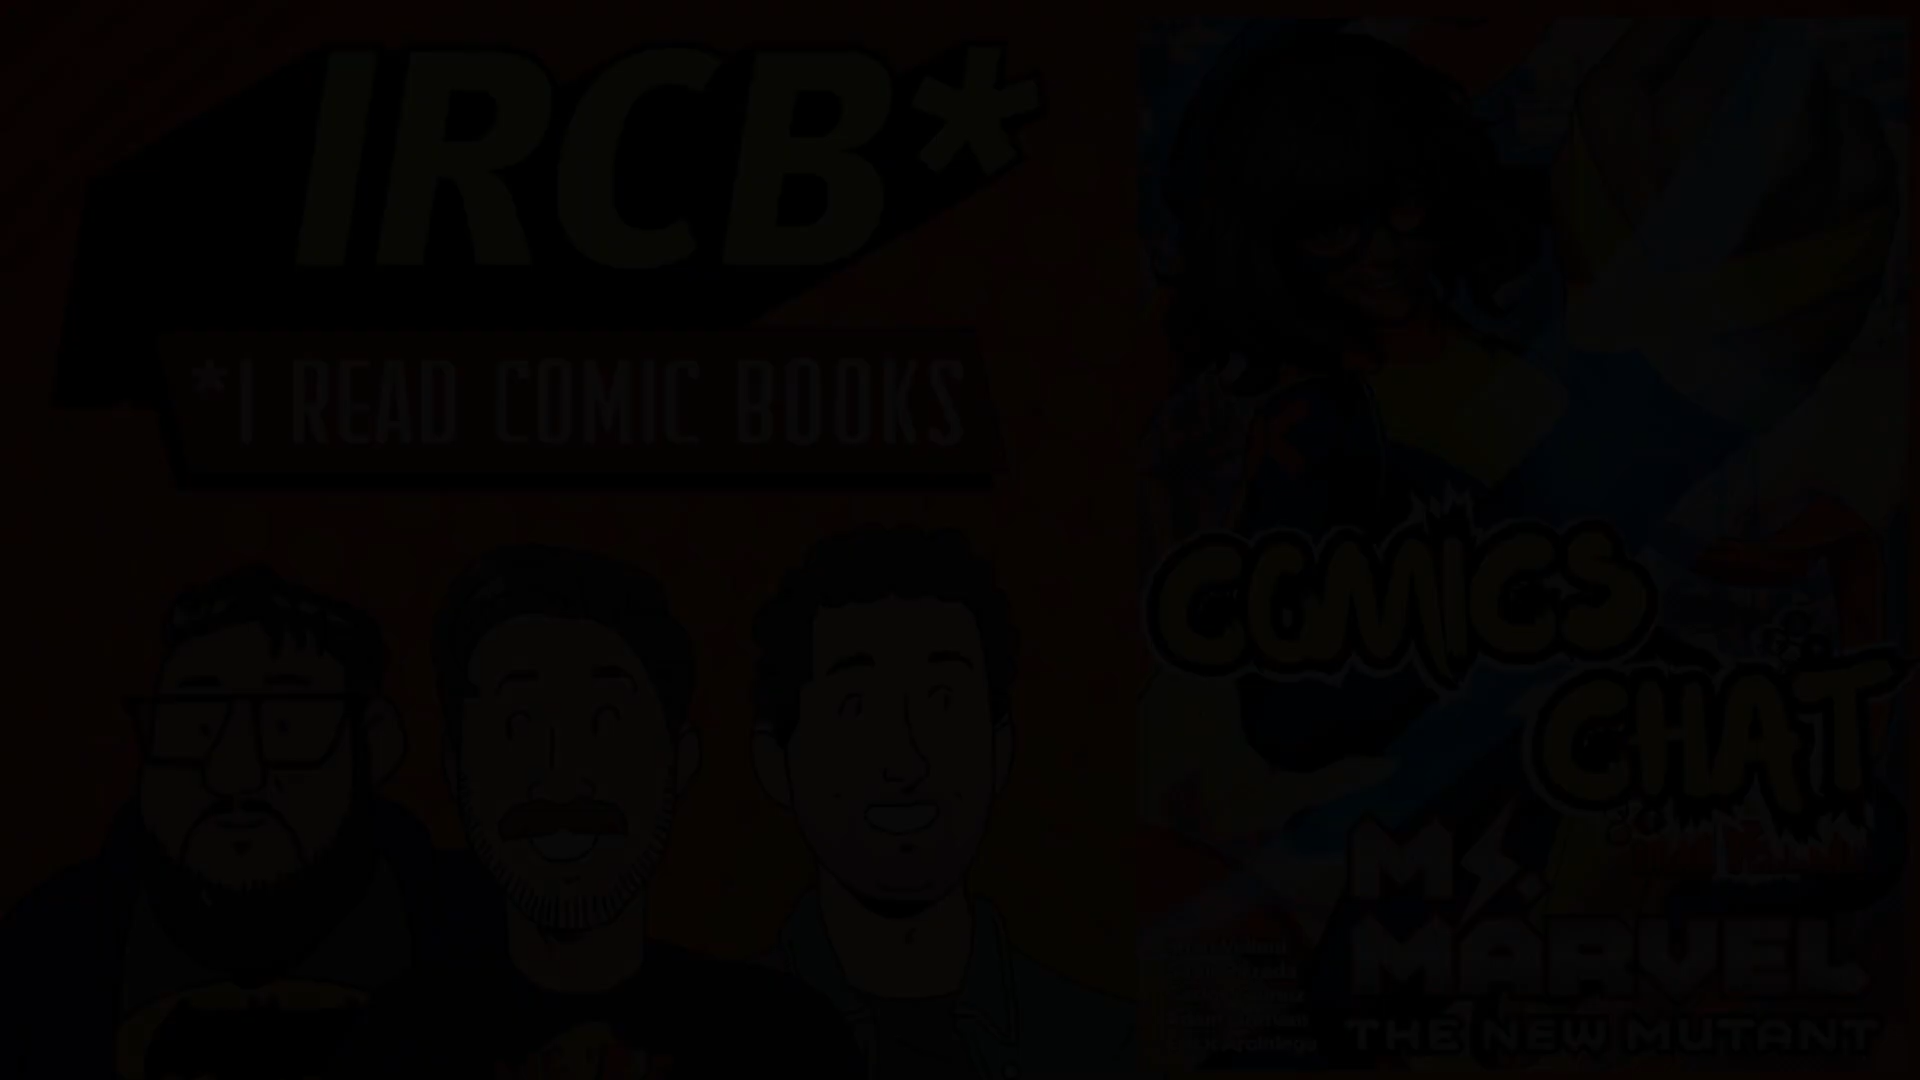 IRCB*
*I READ COMIC BOOKS
COMICS
CHAT
MS.
MARVEL
THE NEW MUTANT